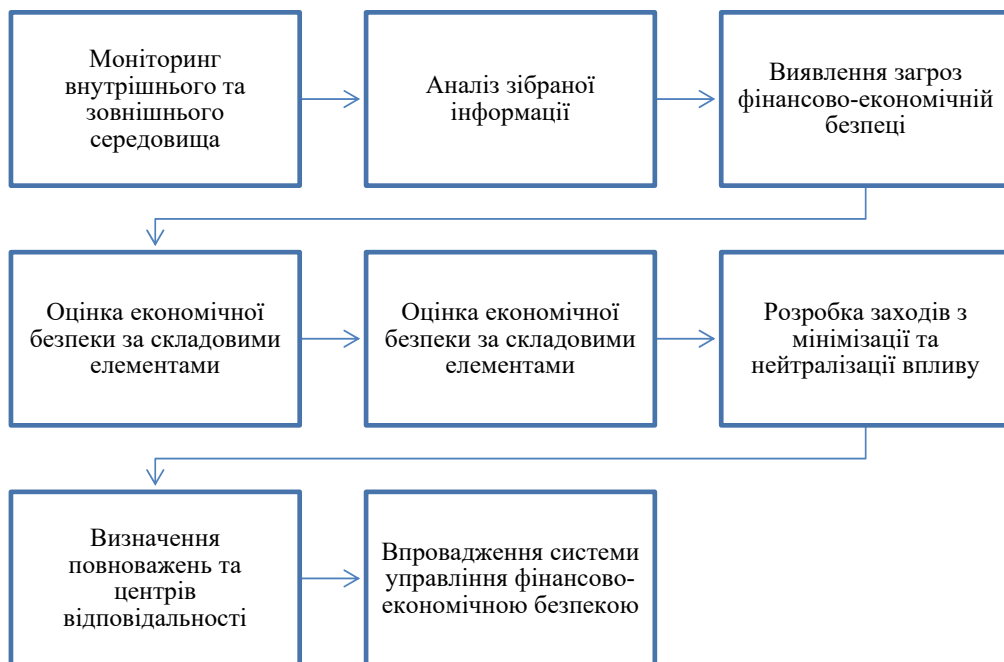 Моніторинг
внутрішнього та
зовнішнього
середовища
Аналіз зібраної
інформації
Виявлення загроз
фінансово-економічній
безпеці
Оцінка економічної
безпеки за складовими
елементами
Оцінка економічної
безпеки за складовими
елементами
Розробка заходів з
мінімізації та
нейтралізації впливу
Визначення
повноважень та
центрів
відповідальності
Впровадження системи
управління фінансово-
економічною безпекою